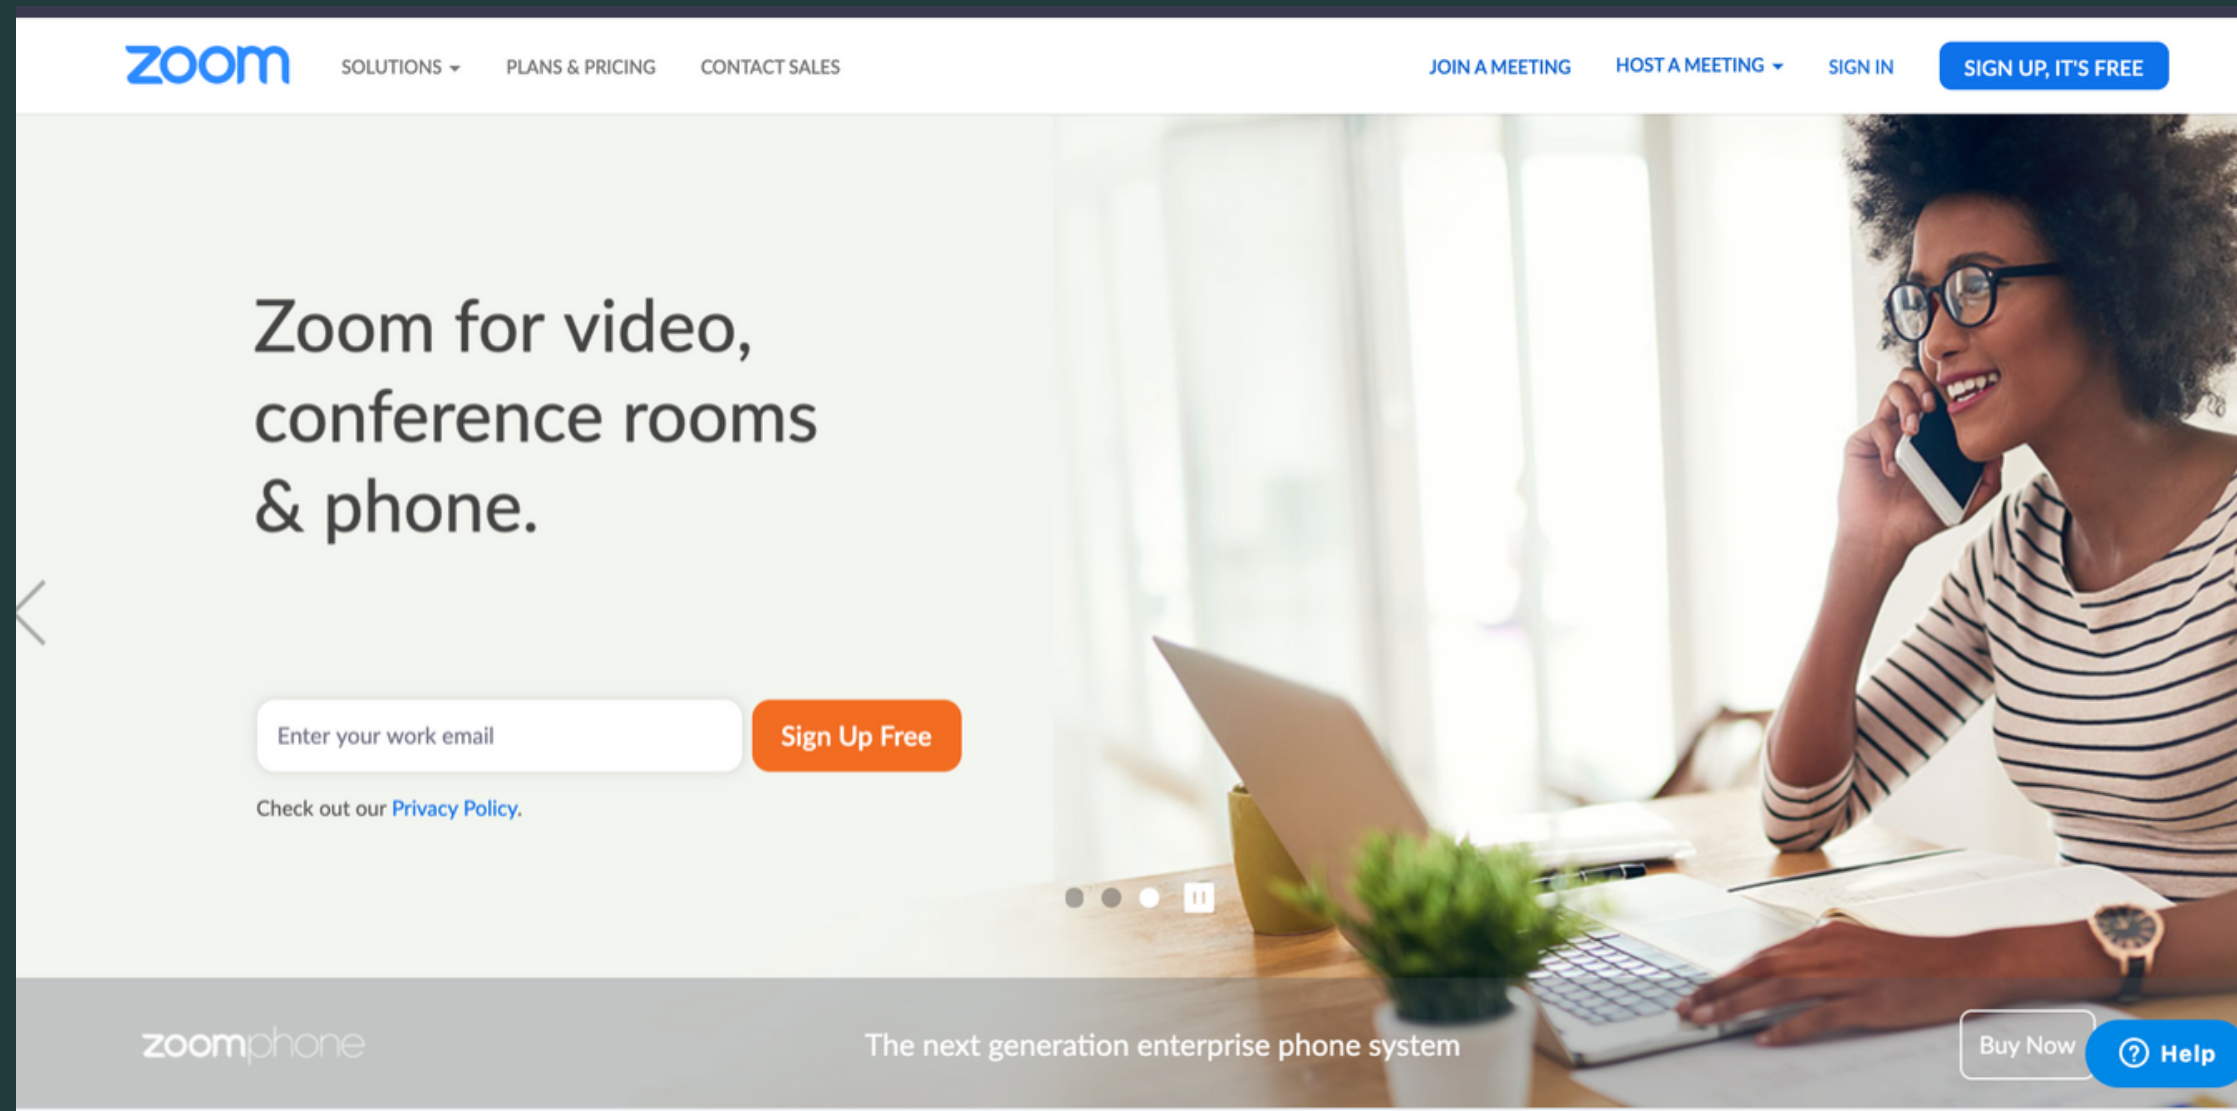 zoom
SOLUTIONS
PLANS & PRICING
CONTACT SALES
JOIN A MEETING
HOST A MEETING
SIGN IN
SIGN UP, IT'S FREE
Zoom for video,
conference rooms
& phone.
Enter your work email
Sign Up Free
Check out our Privacy Policy.
zoomphone
The next generation enterprise phone system
Buy Now
? Help